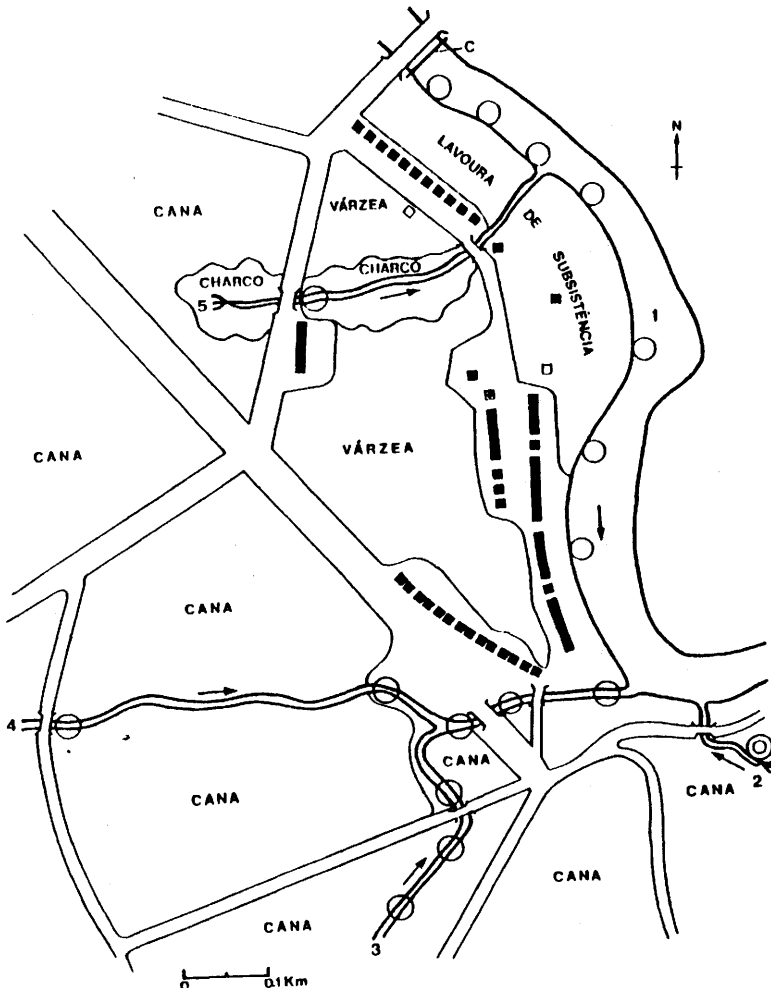 C
N
LAVOURA
DE
SUBSISTÊNCIA
CANA
VÁRZEA
CHARCO
CHARCO
5
1
CANA
VÁRZEA
CANA
4
CANA
CANA
CANA
2
CANA
CANA
3
0 0.1Km